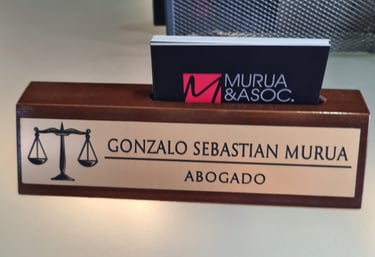 MURUA
&ASOC.
GONZALO SEBASTIAN MURUA
ABOGADO